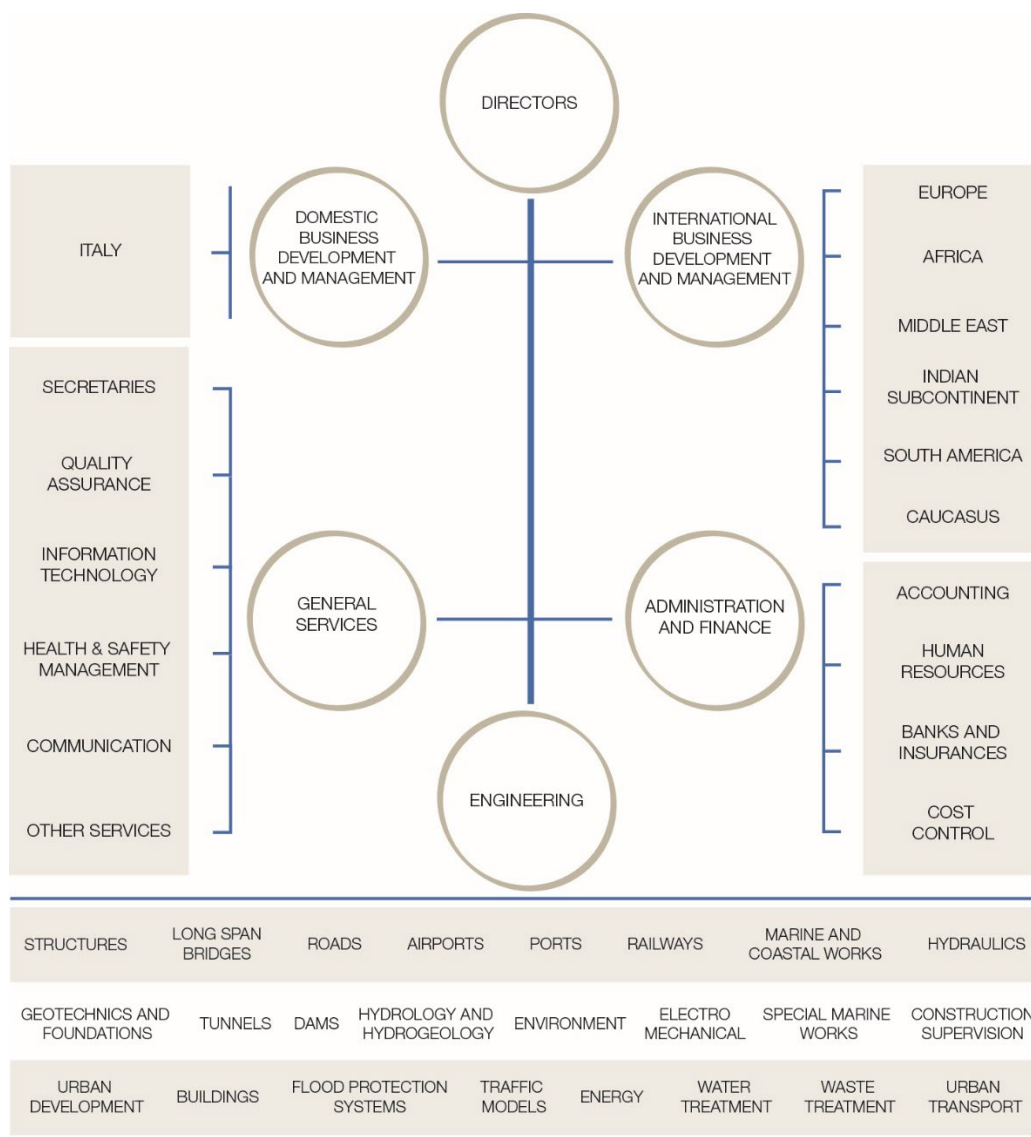 DIRECTORS
DOMESTIC
BUSINESS
DEVELOPMENT
AND MANAGEMENT
INTERNATIONAL
BUSINESS
DEVELOPMENT
AND MANAGEMENT
ITALY
EUROPE
AFRICA
MIDDLE EAST
INDIAN
SUBCONTINENT
SOUTH AMERICA
CAUCASUS
SECRETARIES
QUALITY
ASSURANCE
INFORMATION
TECHNOLOGY
HEALTH & SAFETY
MANAGEMENT
COMMUNICATION
OTHER SERVICES
GENERAL
SERVICES
ADMINISTRATION
AND FINANCE
ACCOUNTING
HUMAN
RESOURCES
BANKS AND
INSURANCES
COST
CONTROL
ENGINEERING
STRUCTURES
LONG SPAN
BRIDGES
ROADS
AIRPORTS
PORTS
RAILWAYS
MARINE AND
COASTAL WORKS
HYDRAULICS
GEOTECHNICS AND
FOUNDATIONS
TUNNELS
DAMS
HYDROLOGY AND
HYDROGEOLOGY
ENVIRONMENT
ELECTRO
MECHANICAL
SPECIAL MARINE
WORKS
CONSTRUCTION
SUPERVISION
URBAN
DEVELOPMENT
BUILDINGS
FLOOD PROTECTION
SYSTEMS
TRAFFIC
MODELS
ENERGY
WATER
TREATMENT
WASTE
TREATMENT
URBAN
TRANSPORT